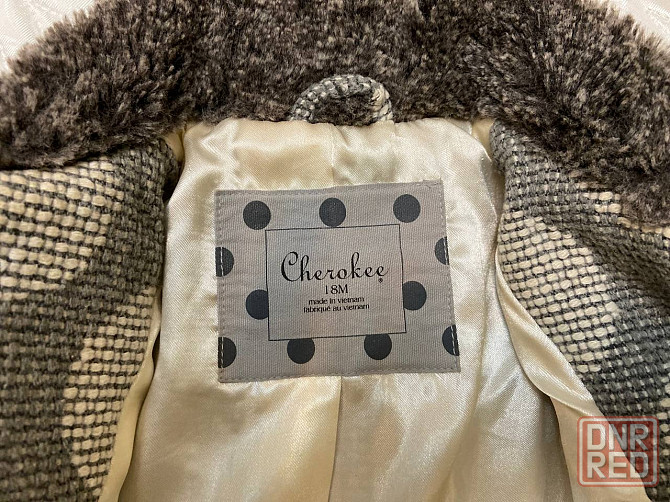 Cherokee®
18M
made in vietnam
fabriqué au vietnam
DNR
RED